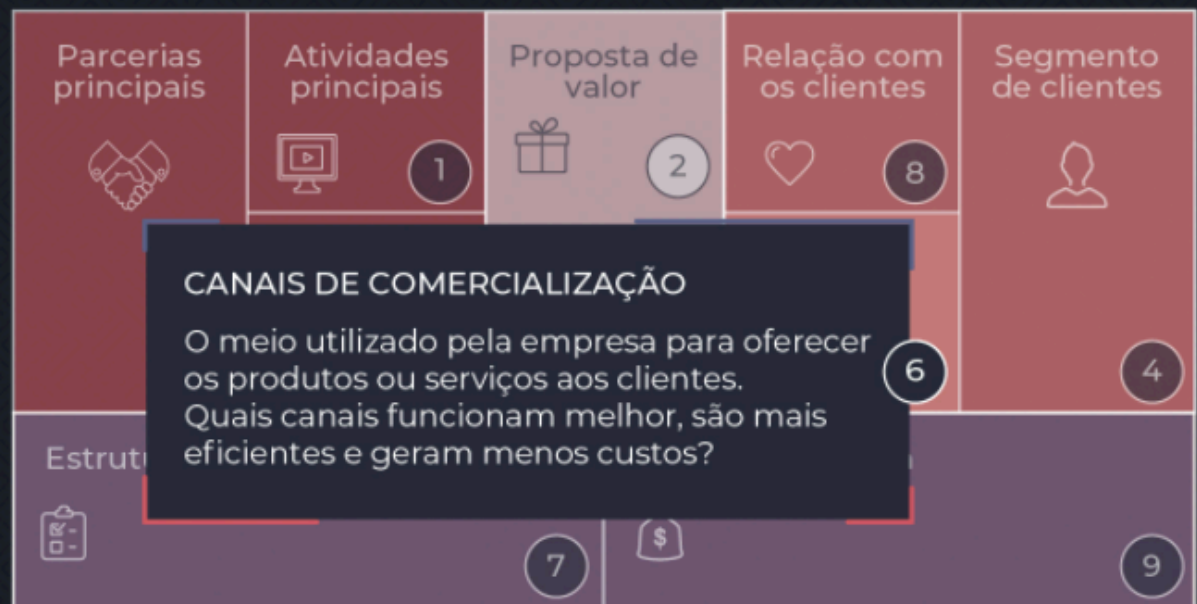 Parcerias
principais
Atividades
principais
1
Proposta de
valor
2
Relação com
os clientes
8
Segmento
de clientes
4
CANAIS DE COMERCIALIZAÇÃO
O meio utilizado pela empresa para oferecer
os produtos ou serviços aos clientes.
Quais canais funcionam melhor, são mais
eficientes e geram menos custos?
6
7
$
9